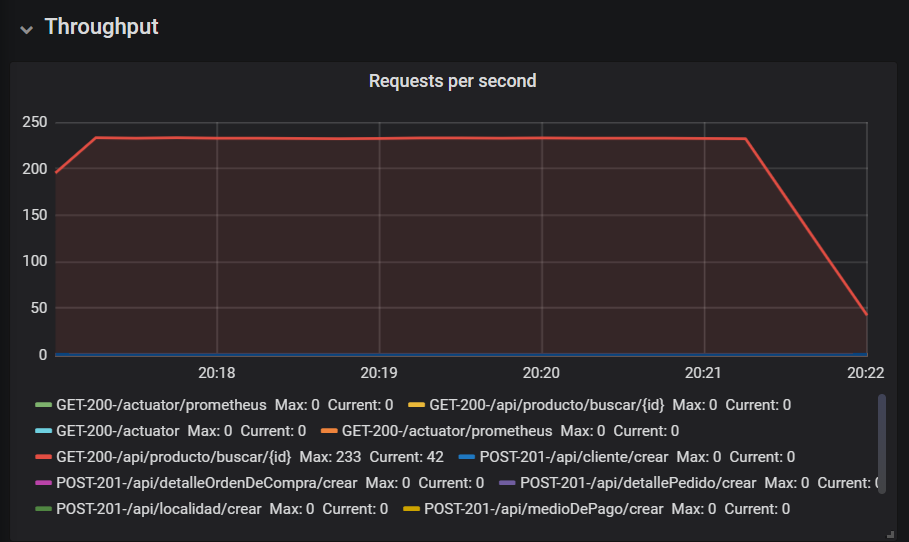 Throughput
Requests per second
250
200
150
100
50
0
20:18 20:19 20:20 20:21 20:22
GET-200-/actuator/prometheus Max: 0 Current: 0 GET-200-/api/producto/buscar/{id} Max: 0 Current: 0
GET-200-/actuator Max: 0 Current: 0 GET-200-/actuator/prometheus Max: 0 Current: 0
GET-200-/api/producto/buscar/{id} Max: 233 Current: 42 POST-201-/api/cliente/crear Max: 0 Current: 0
POST-201-/api/detalleOrdenDeCompra/crear Max: 0 Current: 0 POST-201-/api/detallePedido/crear Max: 0 Current: 0
POST-201-/api/localidad/crear Max: 0 Current: 0 POST-201-/api/medioDePago/crear Max: 0 Current: 0